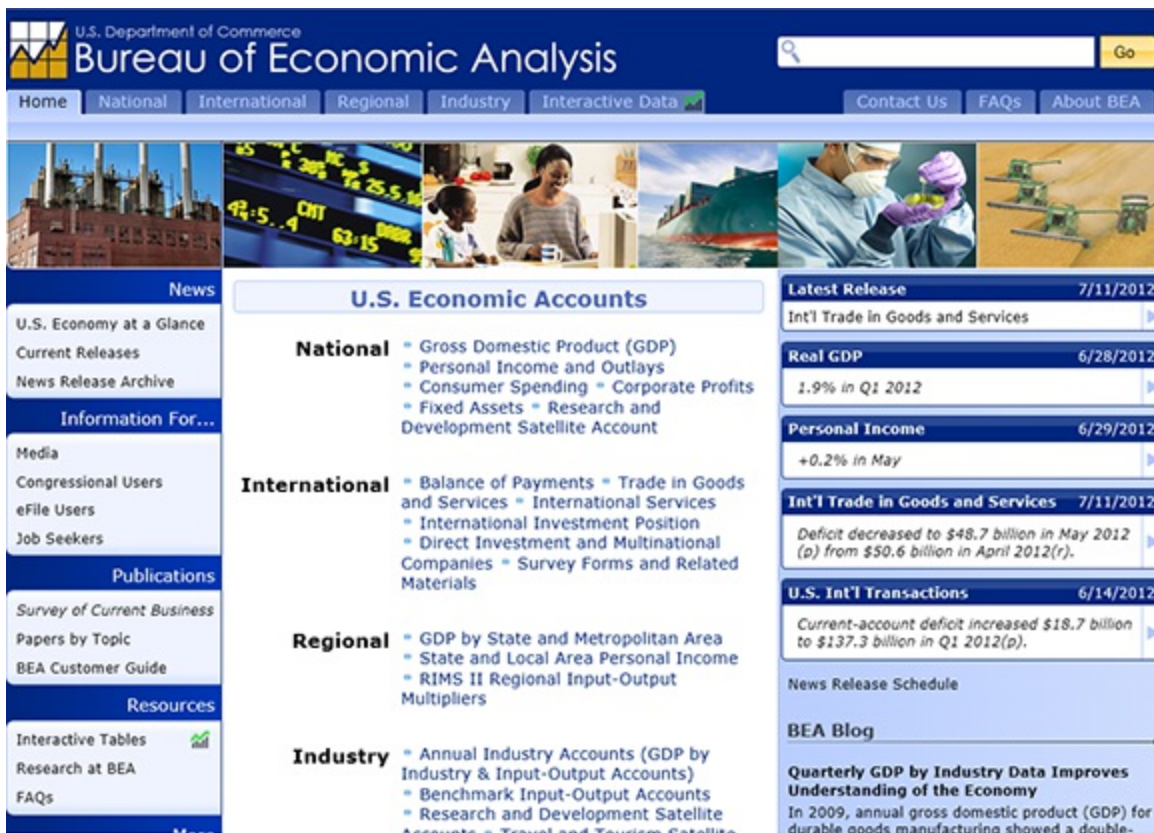 U.S. Department of Commerce
Bureau of Economic Analysis
Go
Home National International Regional Industry Interactive Data
Contact Us FAQs About BEA
News
U.S. Economy at a Glance
Current Releases
News Release Archive
Information For...
Media
Congressional Users
eFile Users
Job Seekers
Publications
Survey of Current Business
Papers by Topic
BEA Customer Guide
Resources
Interactive Tables
Research at BEA
FAQs
U.S. Economic Accounts
National
Gross Domestic Product (GDP)
Personal Income and Outlays
Consumer Spending Corporate Profits
Fixed Assets Research and
Development Satellite Account
International
Balance of Payments Trade in Goods
and Services International Services
International Investment Position
Direct Investment and Multinational
Companies Survey Forms and Related
Materials
Regional
GDP by State and Metropolitan Area
State and Local Area Personal Income
RIMS II Regional Input-Output
Multipliers
Industry
Annual Industry Accounts (GDP by
Industry & Input-Output Accounts)
Benchmark Input-Output Accounts
Research and Development Satellite
Accounts Travel and Tourism Satellite
Latest Release 7/11/2012
Int'l Trade in Goods and Services
Real GDP 6/28/2012
1.9% in Q1 2012
Personal Income 6/29/2012
+0.2% in May
Int'l Trade in Goods and Services 7/11/2012
Deficit decreased to $48.7 billion in May 2012
(p) from $50.6 billion in April 2012(r).
U.S. Int'l Transactions 6/14/2012
Current-account deficit increased $18.7 billion
to $137.3 billion in Q1 2012(p).
News Release Schedule
BEA Blog
Quarterly GDP by Industry Data Improves
Understanding of the Economy
In 2009, annual gross domestic product (GDP) for
durable goods manufacturing showed a double-